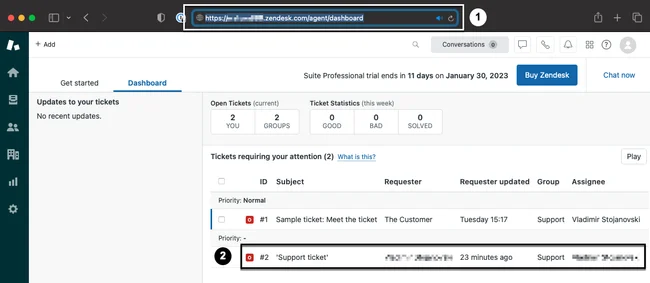 1
https:// .zendesk.com/agent/dashboard
+ Add
Conversations 0
Get started Dashboard
Suite Professional trial ends in 11 days on January 30, 2023
Buy Zendesk
Chat now
Updates to your tickets
No recent updates.
Open Tickets (current) Ticket Statistics (this week)
2 2 0 0 0
YOU GROUPS GOOD BAD SOLVED
Tickets requiring your attention (2) What is this?
Play
ID Subject Requester Requester updated Group Assignee
Priority: Normal
O #1 Sample ticket: Meet the ticket The Customer Tuesday 15:17 Support Vladimir Stojanovski
Priority: -
2
O #2 'Support ticket' 23 minutes ago Support